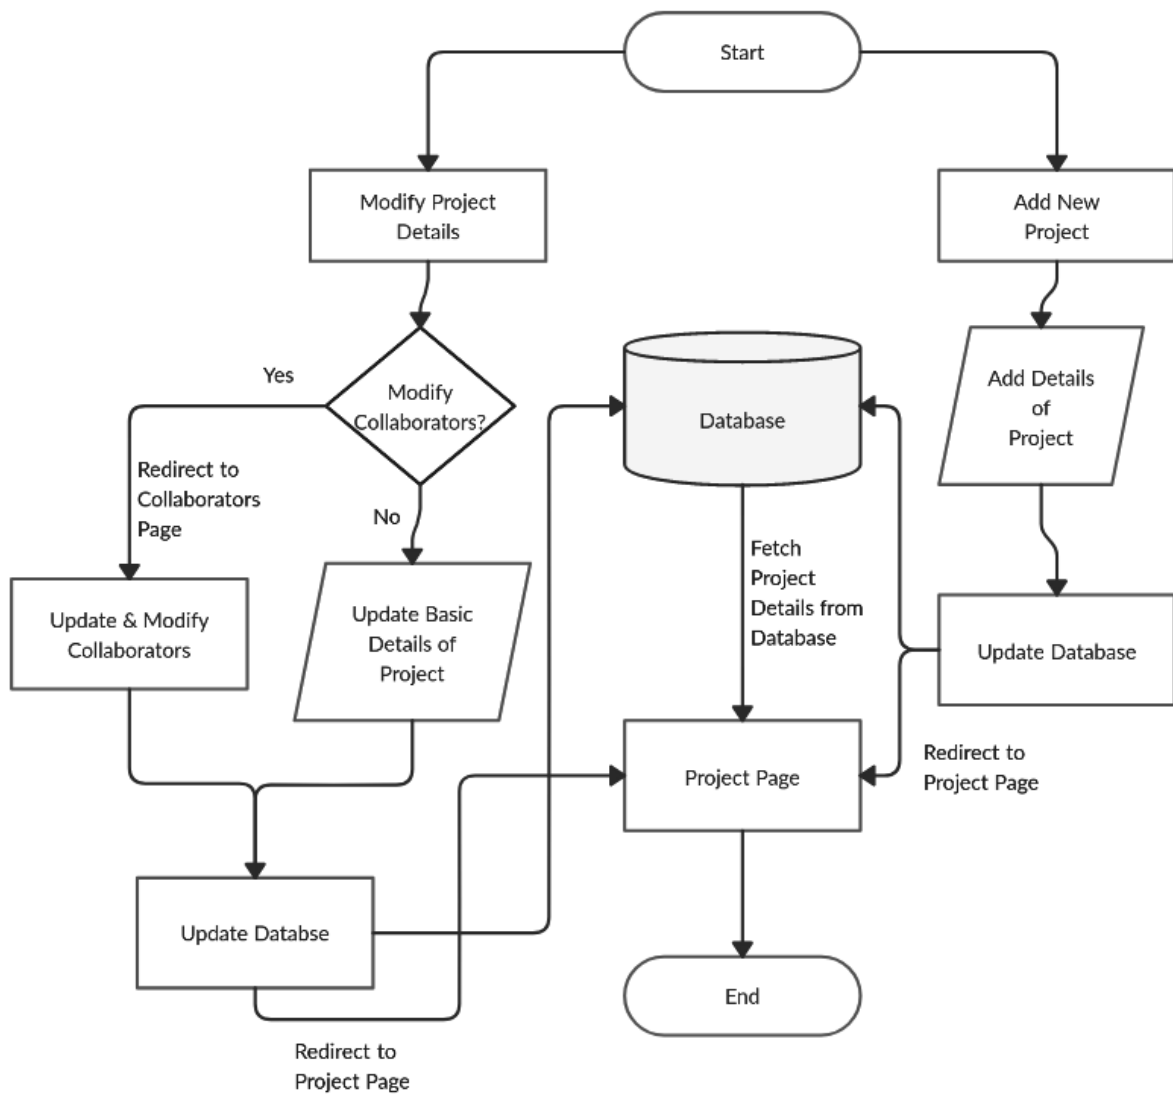 Start
Modify Project
Details
Add New
Project
Yes
Modify
Collaborators?
Database
Add Details
of
Project
Redirect to
Collaborators
Page
No
Fetch
Project
Details from
Database
Update & Modify
Collaborators
Update Basic
Details of
Project
Update Database
Redirect to
Project Page
Project Page
Update Databse
End
Redirect to
Project Page